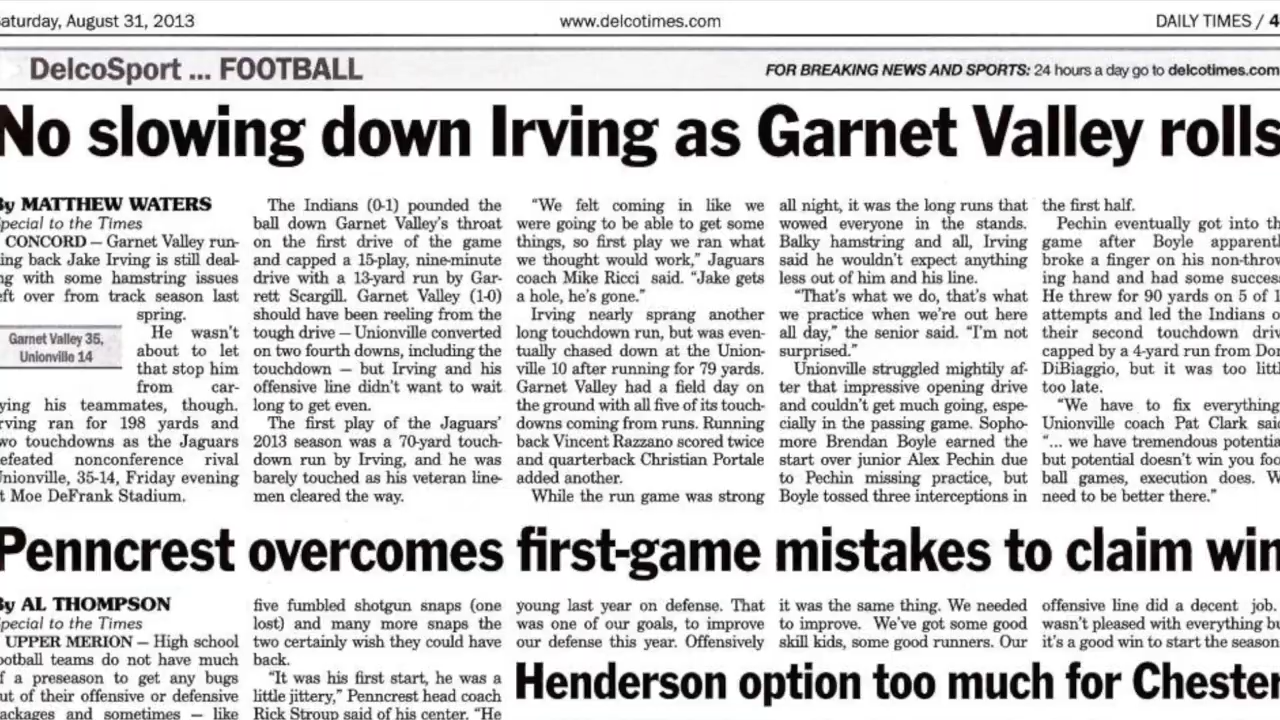 aturday, August 31, 2013
www.delcotimes.com
DAILY TIMES / 4
DelcoSport ... FOOTBALL
FOR BREAKING NEWS AND SPORTS: 24 hours a day go to delcotimes.com
No slowing down Irving as Garnet Valley rolls
By MATTHEW WATERS
Special to the Times
CONCORD — Garnet Valley run-
ing back Jake Irving is still deal-
ng with some hamstring issues
eft over from track season last
spring.
He wasn't
about to let
that stop him
from car-
Garnet Valley 35,
Unionville 14
ying his teammates, though.
rving ran for 198 yards and
wo touchdowns as the Jaguars
efeated nonconference rival
Unionville, 35-14, Friday evening
t Moe DeFrank Stadium.
The Indians (0-1) pounded the
ball down Garnet Valley's throat
on the first drive of the game
and capped a 15-play, nine-minute
drive with a 13-yard run by Gar-
rett Scargill. Garnet Valley (1-0)
should have been reeling from the
tough drive — Unionville converted
on two fourth downs, including the
touchdown — but Irving and his
offensive line didn't want to wait
long to get even.
The first play of the Jaguars'
2013 season was a 70-yard touch-
down run by Irving, and he was
barely touched as his veteran line-
men cleared the way.
"We felt coming in like we
were going to be able to get some
things, so first play we ran what
we thought would work," Jaguars
coach Mike Ricci said. "Jake gets
a hole, he's gone."
Irving nearly sprang another
long touchdown run, but was even-
tually chased down at the Union-
ville 10 after running for 79 yards.
Garnet Valley had a field day on
the ground with all five of its touch-
downs coming from runs. Running
back Vincent Razzano scored twice
and quarterback Christian Portale
added another.
While the run game was strong
all night, it was the long runs that
wowed everyone in the stands.
Balky hamstring and all, Irving
said he wouldn't expect anything
less out of him and his line.
"That's what we do, that's what
we practice when we're out here
all day," the senior said. "I'm not
surprised."
Unionville struggled mightily af-
ter that impressive opening drive
and couldn't get much going, espe-
cially in the passing game. Sopho-
more Brendan Boyle earned the
start over junior Alex Pechin due
to Pechin missing practice, but
Boyle tossed three interceptions in
the first half.
Pechin eventually got into th
game after Boyle apparent
broke a finger on his non-throw
ing hand and had some succes
He threw for 90 yards on 5 of 1
attempts and led the Indians o
their second touchdown driv
capped by a 4-yard run from Dom
DiBiaggio, but it was too littl
too late.
"We have to fix everything
Unionville coach Pat Clark said
"... we have tremendous potentia
but potential doesn't win you foo
ball games, execution does. W
need to be better there."
Penncrest overcomes first-game mistakes to claim win
By AL THOMPSON
Special to the Times
UPPER MERION — High school
ootball teams do not have much
f a preseason to get any bugs
ut of their offensive or defensive
ackages and sometimes — like
five fumbled shotgun snaps (one
lost) and many more snaps the
two certainly wish they could have
back.
"It was his first start, he was a
little jittery," Penncrest head coach
Rick Stroup said of his center. "He
young last year on defense. That
was one of our goals, to improve
our defense this year. Offensively
it was the same thing. We needed
to improve. We've got some good
skill kids, some good runners. Our
offensive line did a decent job.
wasn't pleased with everything bu
it's a good win to start the season
Henderson option too much for Chester